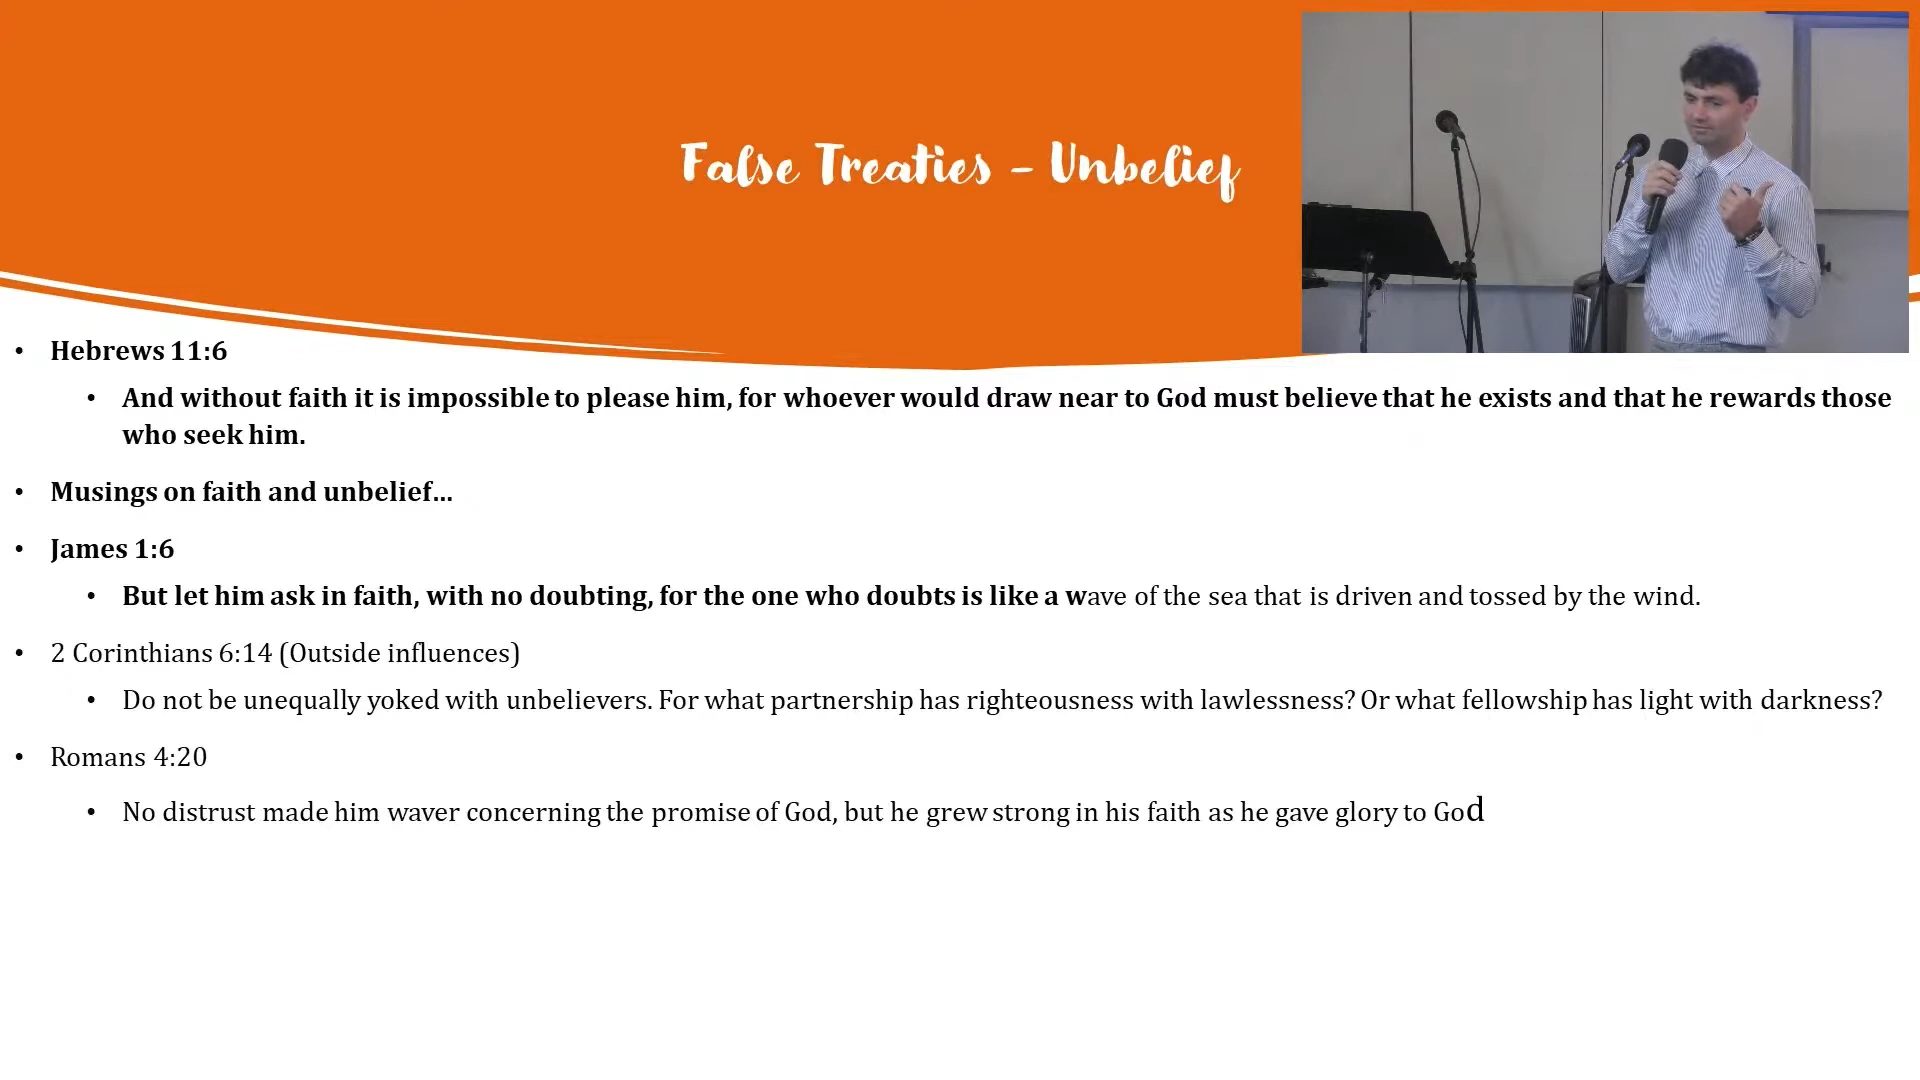 False Treaties - Unbelief
• Hebrews 11:6
• And without faith it is impossible to please him, for whoever would draw near to God must believe that he exists and that he rewards those
who seek him.
• Musings on faith and unbelief...
• James 1:6
• But let him ask in faith, with no doubting, for the one who doubts is like a wave of the sea that is driven and tossed by the wind.
• 2 Corinthians 6:14 (Outside influences)
• Do not be unequally yoked with unbelievers. For what partnership has righteousness with lawlessness? Or what fellowship has light with darkness?
• Romans 4:20
• No distrust made him waver concerning the promise of God, but he grew strong in his faith as he gave glory to God